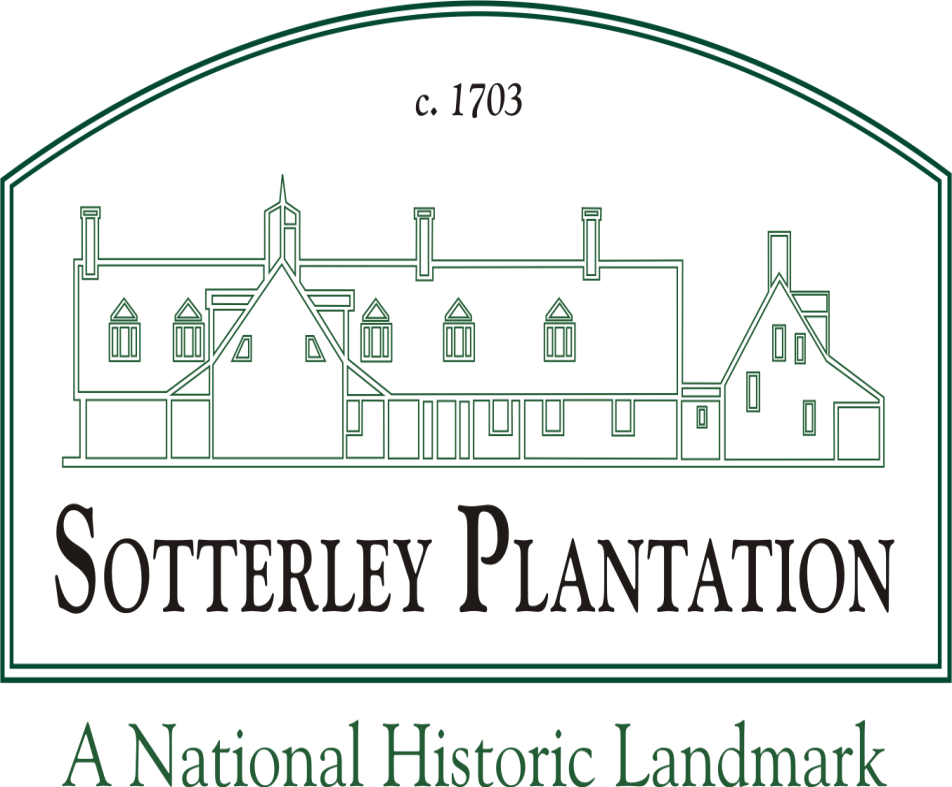 c. 1703
SOTTERLEY PLANTATION
A National Historic Landmark